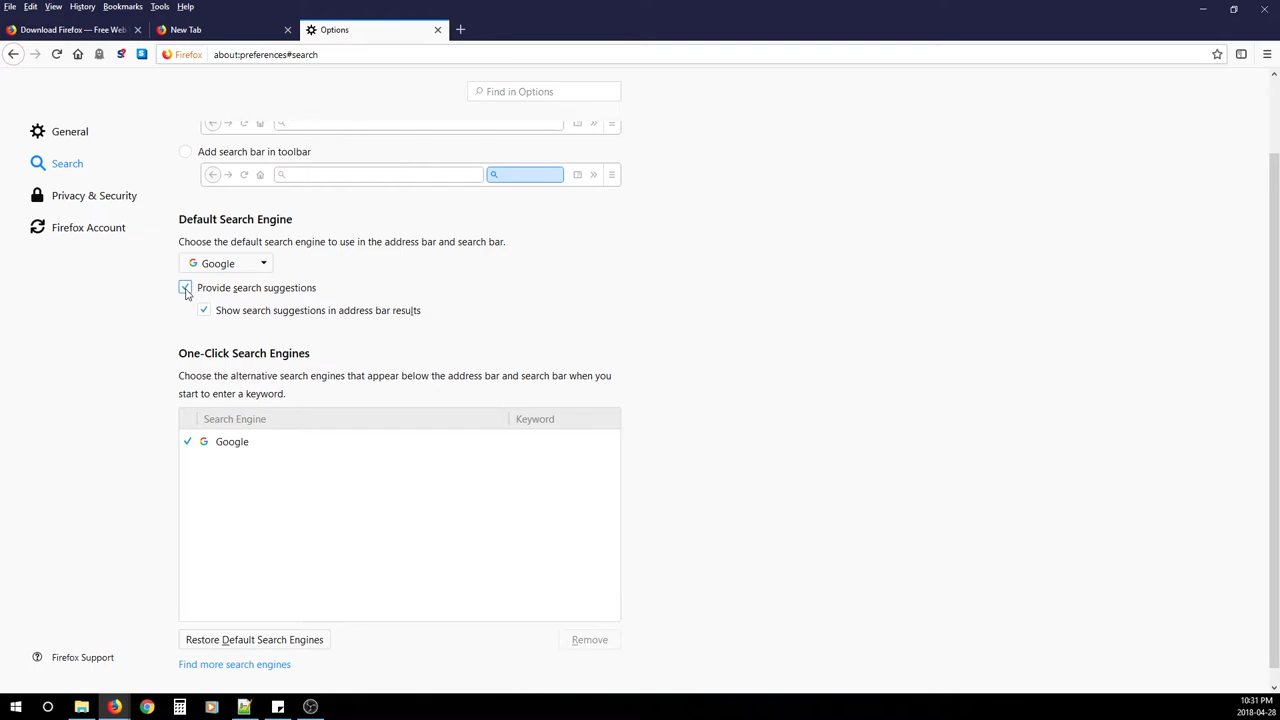 File Edit View History Bookmarks Tools Help
Download Firefox — Free Web
New Tab
Options
Firefox about:preferences#search
Find in Options
General
Search
Privacy & Security
Firefox Account
Add search bar in toolbar
Default Search Engine
Choose the default search engine to use in the address bar and search bar.
Google
Provide search suggestions
Show search suggestions in address bar results
One-Click Search Engines
Choose the alternative search engines that appear below the address bar and search bar when you
start to enter a keyword.
Search Engine Keyword
Google
Restore Default Search Engines Remove
Find more search engines
Firefox Support
10:31 PM
2018-04-28